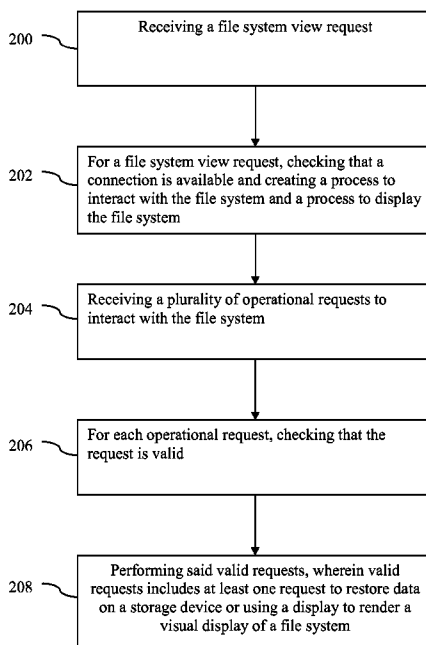 200
Receiving a file system view request
202
For a file system view request, checking that a
connection is available and creating a process to
interact with the file system and a process to display
the file system
204
Receiving a plurality of operational requests to
interact with the file system
206
For each operational request, checking that the
request is valid
208
Performing said valid requests, wherein valid
requests includes at least one request to restore data
on a storage device or using a display to render a
visual display of a file system